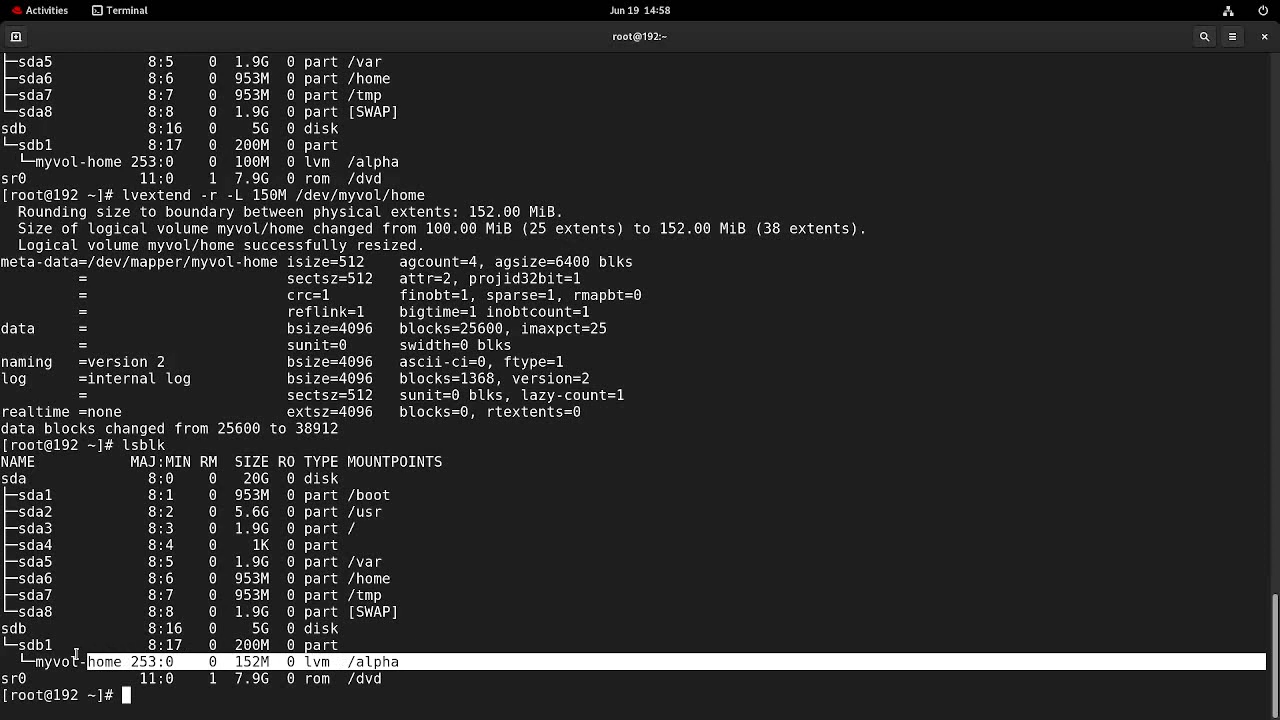 Activities Terminal Jun 19 14:58
root@192:~
├─sda5 8:5 0 1.9G 0 part /var
├─sda6 8:6 0 953M 0 part /home
├─sda7 8:7 0 953M 0 part /tmp
└─sda8 8:8 0 1.9G 0 part [SWAP]
sdb 8:16 0 5G 0 disk
└─sdb1 8:17 0 200M 0 part
└─myvol-home 253:0 0 100M 0 lvm /alpha
sr0 11:0 1 7.9G 0 rom /dvd
[root@192 ~]# lvextend -r -L 150M /dev/myvol/home
Rounding size to boundary between physical extents: 152.00 MiB.
Size of logical volume myvol/home changed from 100.00 MiB (25 extents) to 152.00 MiB (38 extents).
Logical volume myvol/home successfully resized.
meta-data=/dev/mapper/myvol-home isize=512 agcount=4, agsize=6400 blks
= sectsz=512 attr=2, projid32bit=1
= crc=1 finobt=1, sparse=1, rmapbt=0
= reflink=1 bigtime=1 inobtcount=1
data = bsize=4096 blocks=25600, imaxpct=25
= sunit=0 swidth=0 blks
naming =version 2 bsize=4096 ascii-ci=0, ftype=1
log =internal log bsize=4096 blocks=1368, version=2
= sectsz=512 sunit=0 blks, lazy-count=1
realtime =none extsz=4096 blocks=0, rtextents=0
data blocks changed from 25600 to 38912
[root@192 ~]# lsblk
NAME MAJ:MIN RM SIZE RO TYPE MOUNTPOINTS
sda 8:0 0 20G 0 disk
├─sda1 8:1 0 953M 0 part /boot
├─sda2 8:2 0 5.6G 0 part /usr
├─sda3 8:3 0 1.9G 0 part /
├─sda4 8:4 0 1K 0 part
├─sda5 8:5 0 1.9G 0 part /var
├─sda6 8:6 0 953M 0 part /home
├─sda7 8:7 0 953M 0 part /tmp
└─sda8 8:8 0 1.9G 0 part [SWAP]
sdb 8:16 0 5G 0 disk
└─sdb1 8:17 0 200M 0 part
└─myvol-home 253:0 0 152M 0 lvm /alpha
sr0 11:0 1 7.9G 0 rom /dvd
[root@192 ~]#